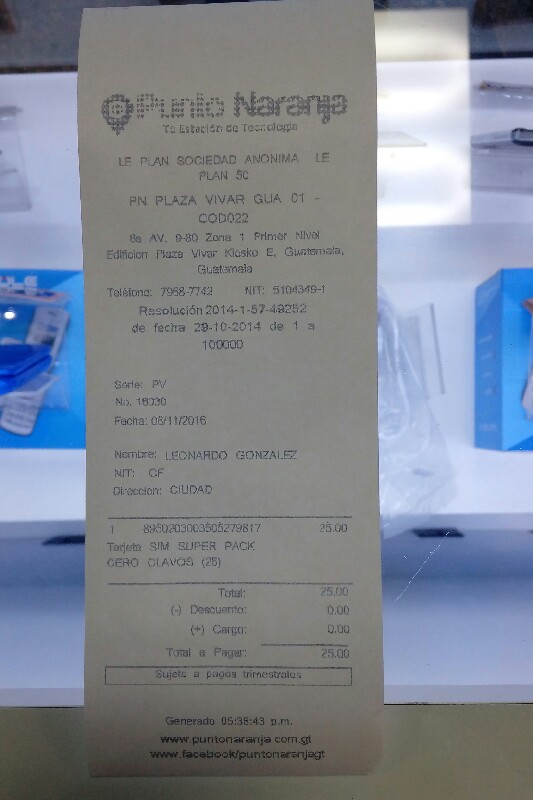 Punto Naranja
Tu Estación de Tecnología
LE PLAN SOCIEDAD ANONIMA LE
PLAN 50
PN PLAZA VIVAR GUA 01 -
COD022
6a AV. 9-80 Zona 1 Primer Nivel
Edificion Plaza Vivar Kiosko E, Guatemala,
Guatemala
Teléfono: 7968-7742 NIT: 5104349-1
Resolución 2014-1-57-49252
de fecha 29-10-2014 de 1 a
100000
Serie: PV
No. 16030
Fecha: 06/11/2016
Nombre: LEONARDO GONZALEZ
NIT: CF
Direccion: CIUDAD
1 8950203003505279817 25.00
Tarjeta SIM SUPER PACK
CERO CLAVOS (25)
Total: 25.00
(-) Descuento: 0.00
(+) Cargo: 0.00
Total a Pagar: 25.00
Sujeto a pagos trimestrales
Generado 05:38:43 p.m.
www.puntonaranja.com.gt
www.facebook/puntonaranjagt